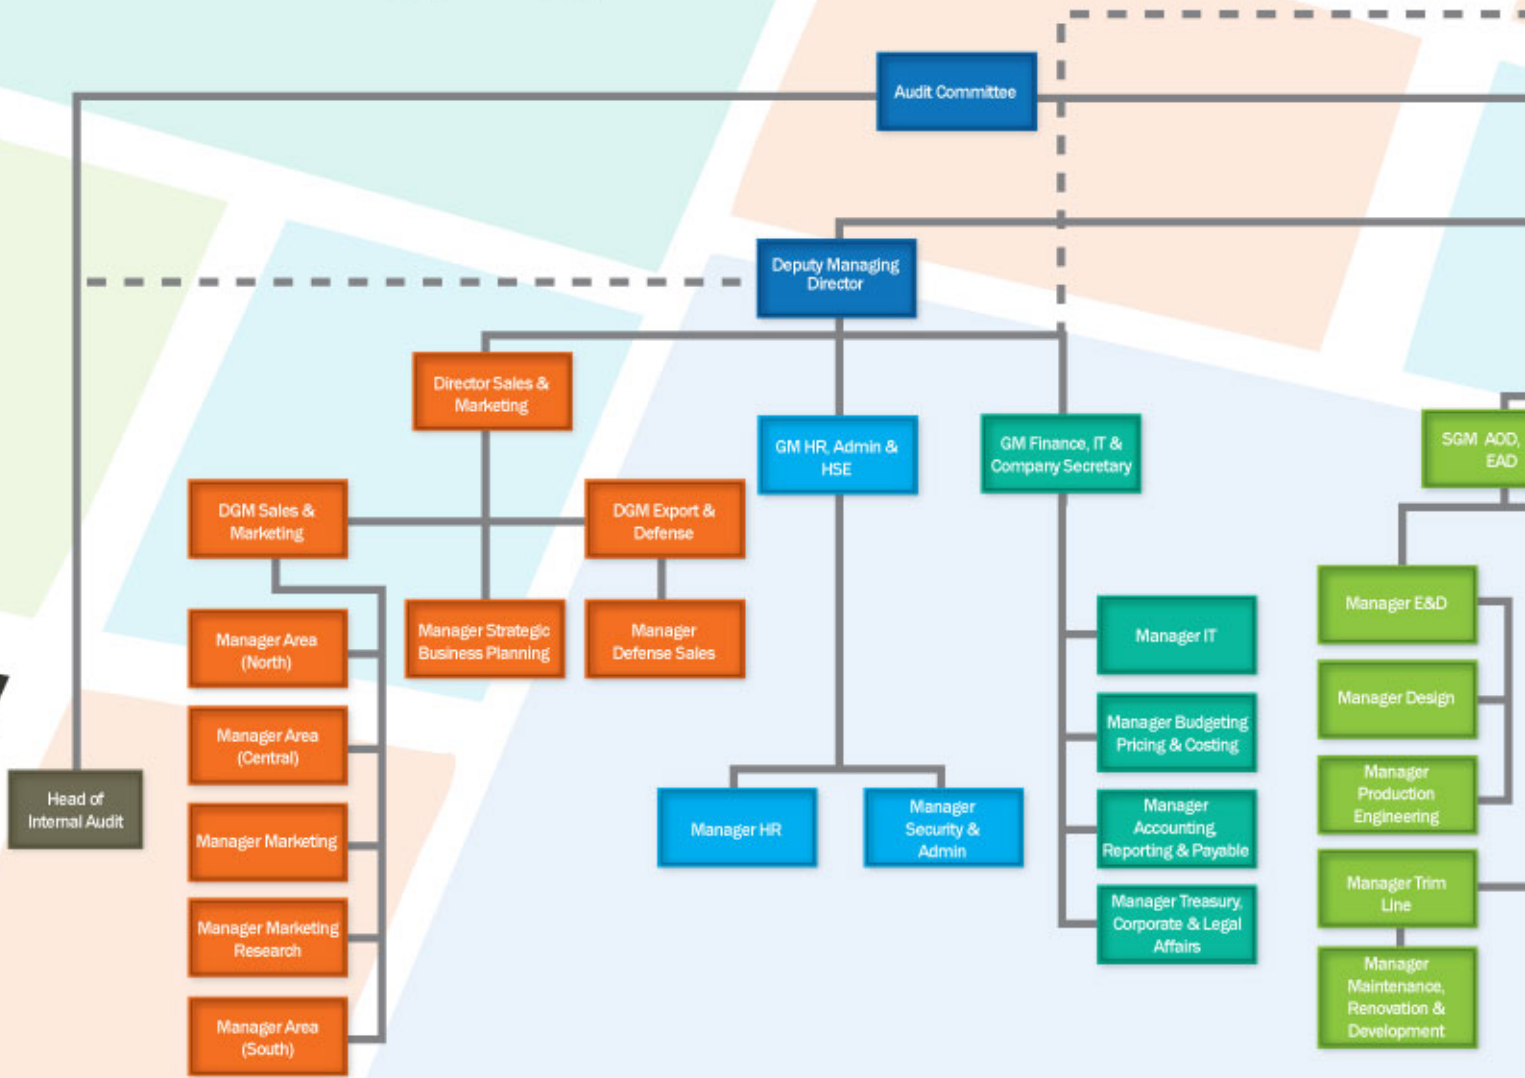 Audit Committee
Deputy Managing
Director
Director Sales &
Marketing
GM HR, Admin &
HSE
GM Finance, IT &
Company Secretary
SGM AOD,
EAD
DGM Sales &
Marketing
DGM Export &
Defense
Manager Strategic
Business Planning
Manager
Defense Sales
Manager Area
(North)
Manager Area
(Central)
Manager Marketing
Manager Marketing
Research
Manager Area
(South)
Head of
Internal Audit
Manager HR
Manager
Security &
Admin
Manager IT
Manager Budgeting
Pricing & Costing
Manager
Accounting,
Reporting & Payable
Manager Treasury,
Corporate & Legal
Affairs
Manager E&D
Manager Design
Manager
Production
Engineering
Manager Trim
Line
Manager
Maintenance,
Renovation &
Development